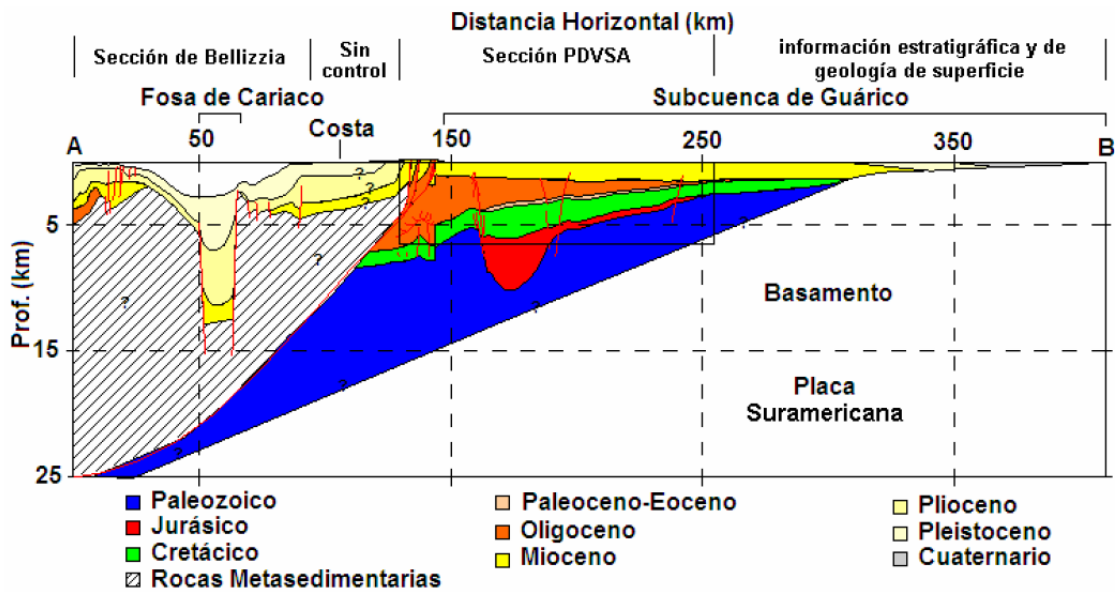 Distancia Horizontal (km)
Sección de Bellizzia
Sin
control
Sección PDVSA
información estratigráfica y de
geología de superficie
Fosa de Cariaco
Subcuenca de Guárico
Costa
A
50
150
250
350
B
Prof. (km)
5
15
25
?
?
?
?
?
?
?
?
?
?
Basamento
Placa
Suramericana
Paleozoico
Jurásico
Cretácico
Rocas Metasedimentarias
Paleoceno-Eoceno
Oligoceno
Mioceno
Plioceno
Pleistoceno
Cuaternario